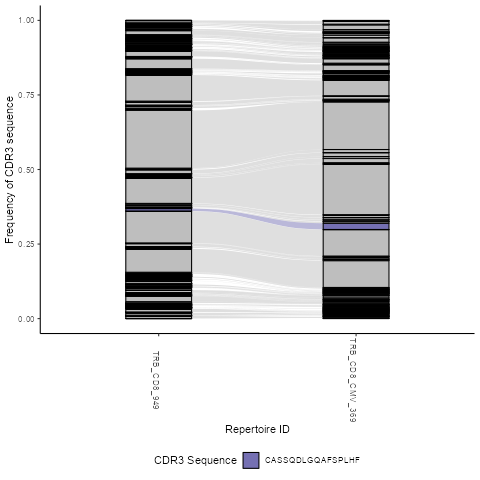 1.00
0.75
0.50
0.25
0.00
Frequency of CDR3 sequence
TRB_CD8_949
TRB_CD8_CMV_369
Repertoire ID
CDR3 Sequence
CASSQDLGQAFSPLHF